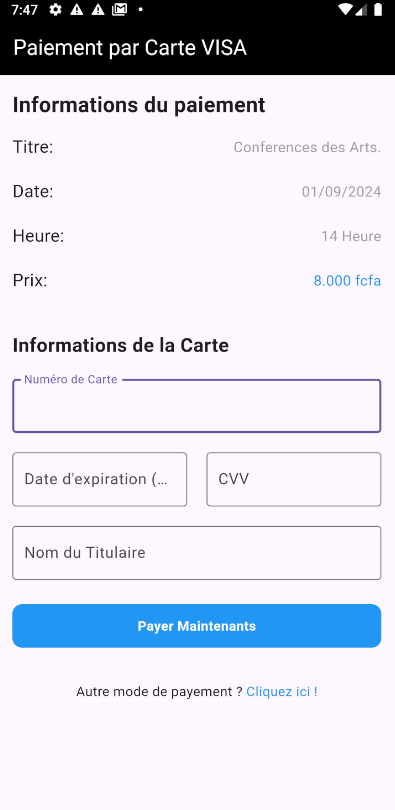 7:47
Paiement par Carte VISA
Informations du paiement
Titre: Conferences des Arts.
Date: 01/09/2024
Heure: 14 Heure
Prix: 8.000 fcfa
Informations de la Carte
Numéro de Carte
Date d'expiration (... CVV
Nom du Titulaire
Payer Maintenants
Autre mode de payement ? Cliquez ici !